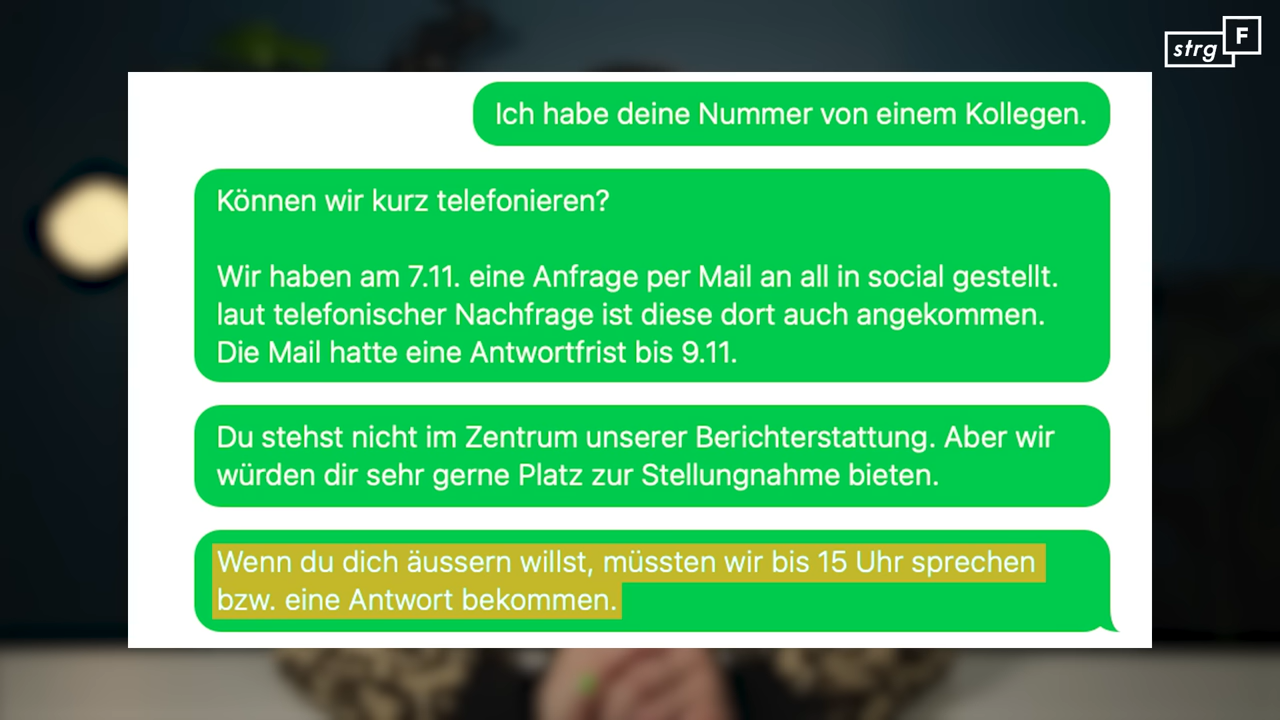 strg F
Ich habe deine Nummer von einem Kollegen.
Können wir kurz telefonieren?
Wir haben am 7.11. eine Anfrage per Mail an all in social gestellt.
laut telefonischer Nachfrage ist diese dort auch angekommen.
Die Mail hatte eine Antwortfrist bis 9.11.
Du stehst nicht im Zentrum unserer Berichterstattung. Aber wir
würden dir sehr gerne Platz zur Stellungnahme bieten.
Wenn du dich äussern willst, müssten wir bis 15 Uhr sprechen
bzw. eine Antwort bekommen.